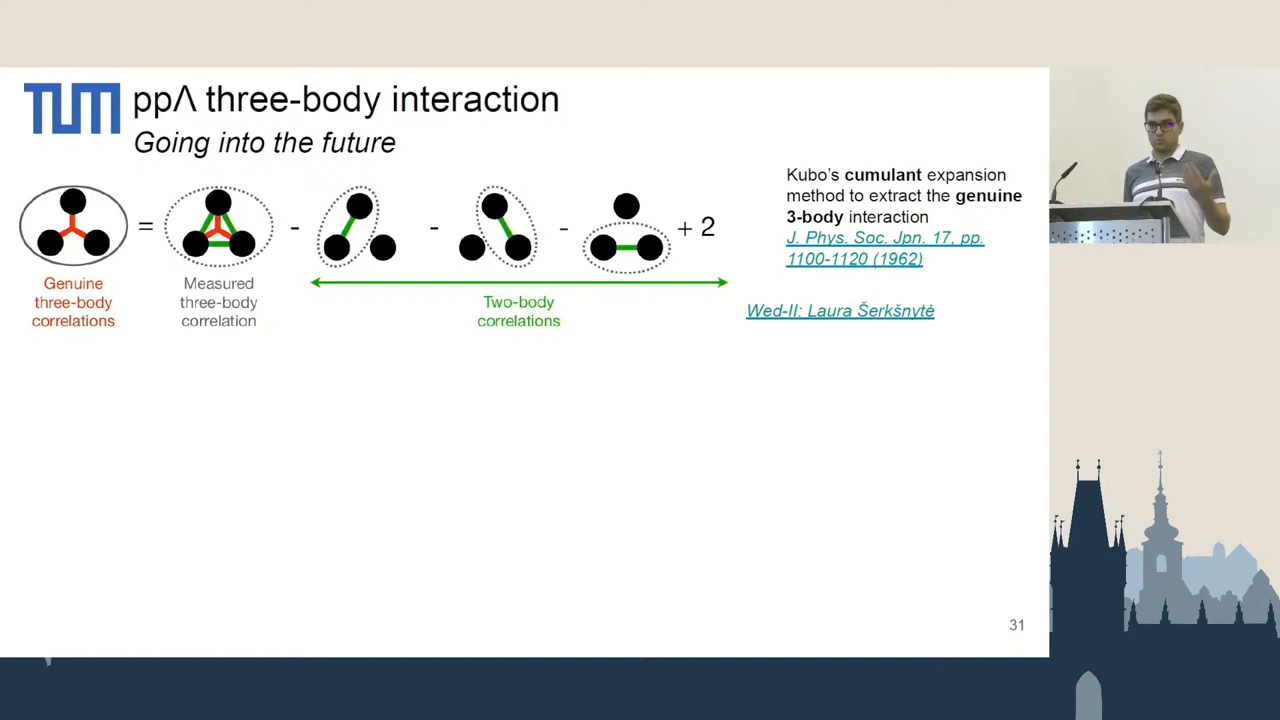 TUM
ppΛ three-body interaction
Going into the future
Kubo's cumulant expansion
method to extract the genuine
3-body interaction
J. Phys. Soc. Jpn. 17, pp.
1100-1120 (1962)
= - - - + 2
Genuine
three-body
correlations
Measured
three-body
correlation
Two-body
correlations
Wed-II: Laura Šerkšnytė
31